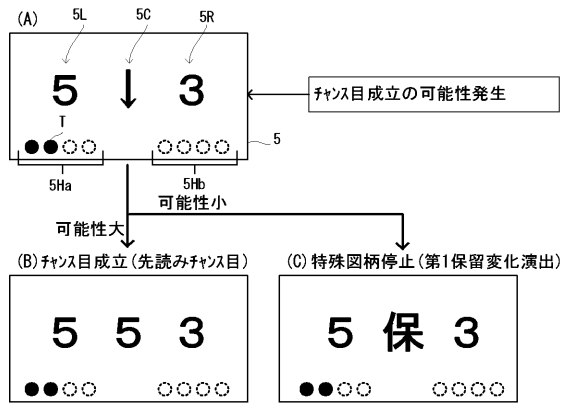 (A)
5L
5C
5R
5 ↓ 3
ﾁｬﾝｽ目成立の可能性発生
T
5
5Ha
5Hb
可能性小
可能性大
(B)ﾁｬﾝｽ目成立(先読みﾁｬﾝｽ目)
(C)特殊図柄停止(第1保留変化演出)
5 5 3
5 保 3